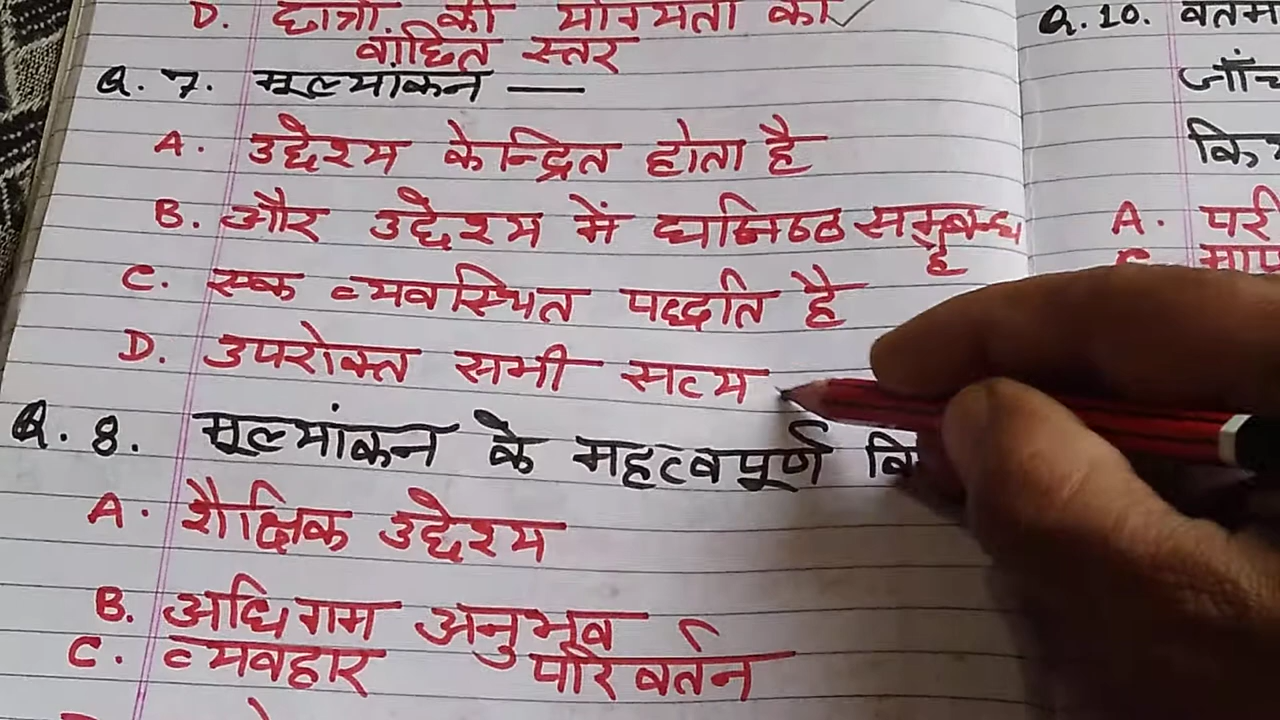 D. छात्रों की योग्यता का
वांछित स्तर
Q. 7. मूल्यांकन —
A. उद्देश्य केन्द्रित होता है
B. और उद्देश्य में घनिष्ठ सम्बन्ध
है
C. एक व्यवस्थित पद्धति है
D. उपरोक्त सभी सत्य
Q. 8. मूल्यांकन के महत्वपूर्ण
A. शैक्षिक उद्देश्य
B. अधिगम अनुभव
C. व्यवहार परिवर्तन
Q. 10.
A.
C.